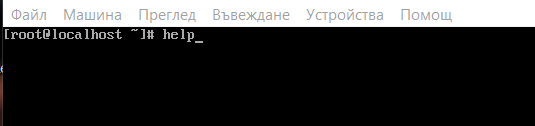 Файл Машина Преглед Въвеждане Устройства Помощ
[root@localhost ~]# help_